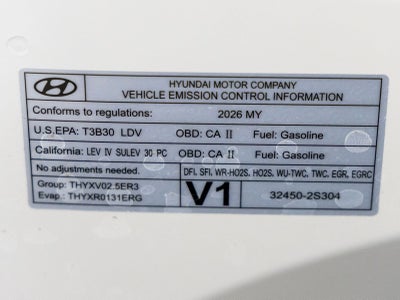 HYUNDAI MOTOR COMPANY
VEHICLE EMISSION CONTROL INFORMATION
Conforms to regulations: 2026 MY
U.S.EPA: T3B30 LDV OBD: CA II Fuel: Gasoline
California: LEV IV SULEV 30 PC OBD: CA II Fuel: Gasoline
No adjustments needed. DFI, SFI, WR-HO2S, HO2S, WU-TWC, TWC, EGR, EGRC
Group: THYXV02.5ER3
Evap.: THYXR0131ERG
V1
32450-2S304